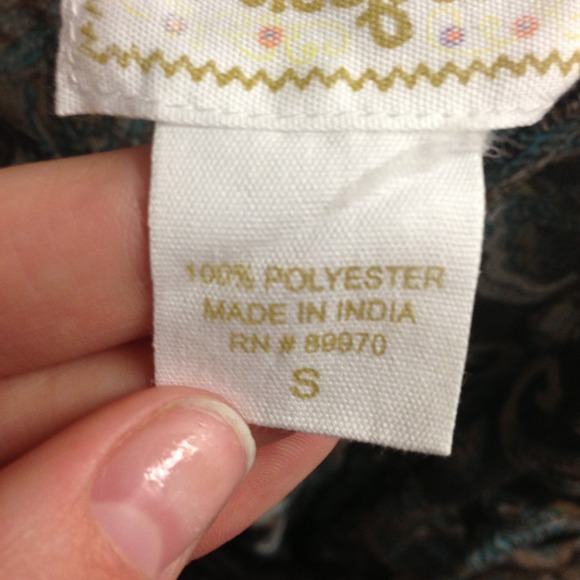 100% POLYESTER
MADE IN INDIA
RN # 89970
S